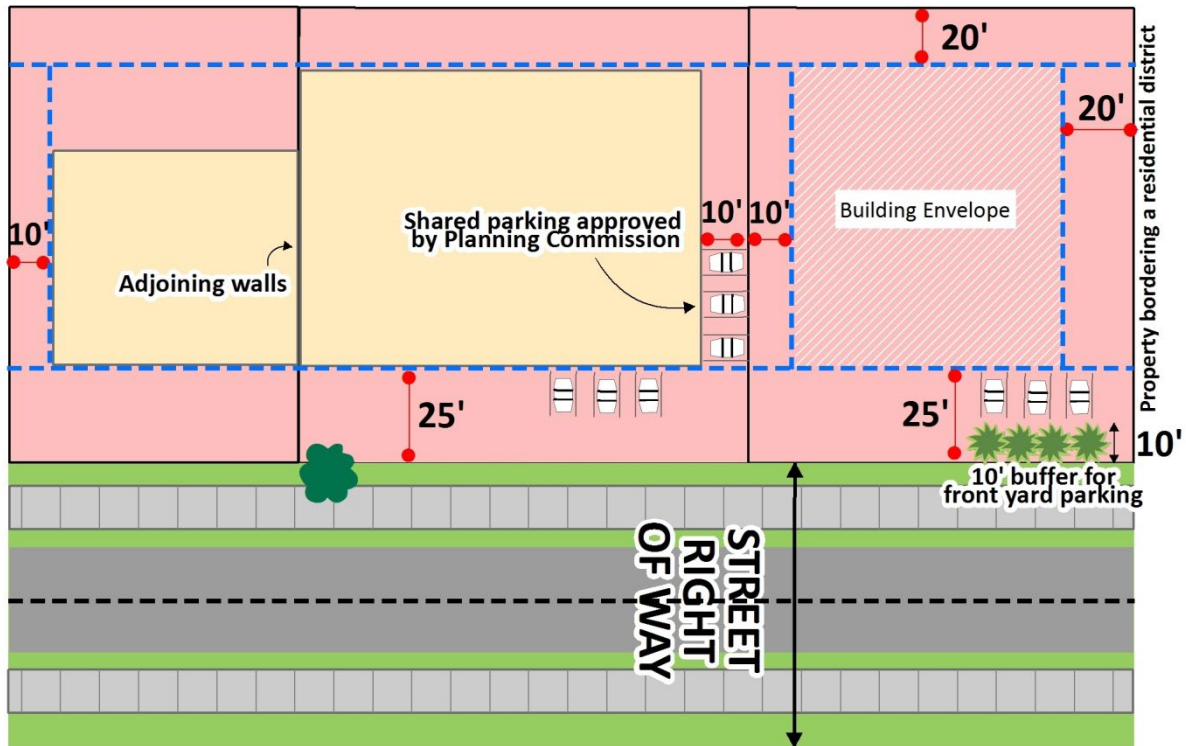 20'
20'
Property bordering a residential district
10'
Adjoining walls
Shared parking approved
by Planning Commission
10'
10'
Building Envelope
25'
25'
10'
10' buffer for
front yard parking
STREET
RIGHT
OF WAY